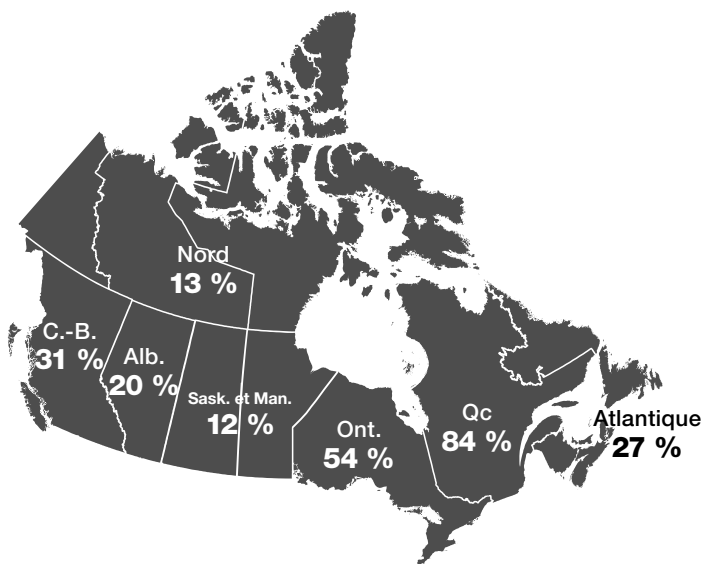 Nord
13 %
C.-B.
31 %
Alb.
20 %
Sask. et Man.
12 %
Ont.
54 %
Qc
84 %
Atlantique
27 %